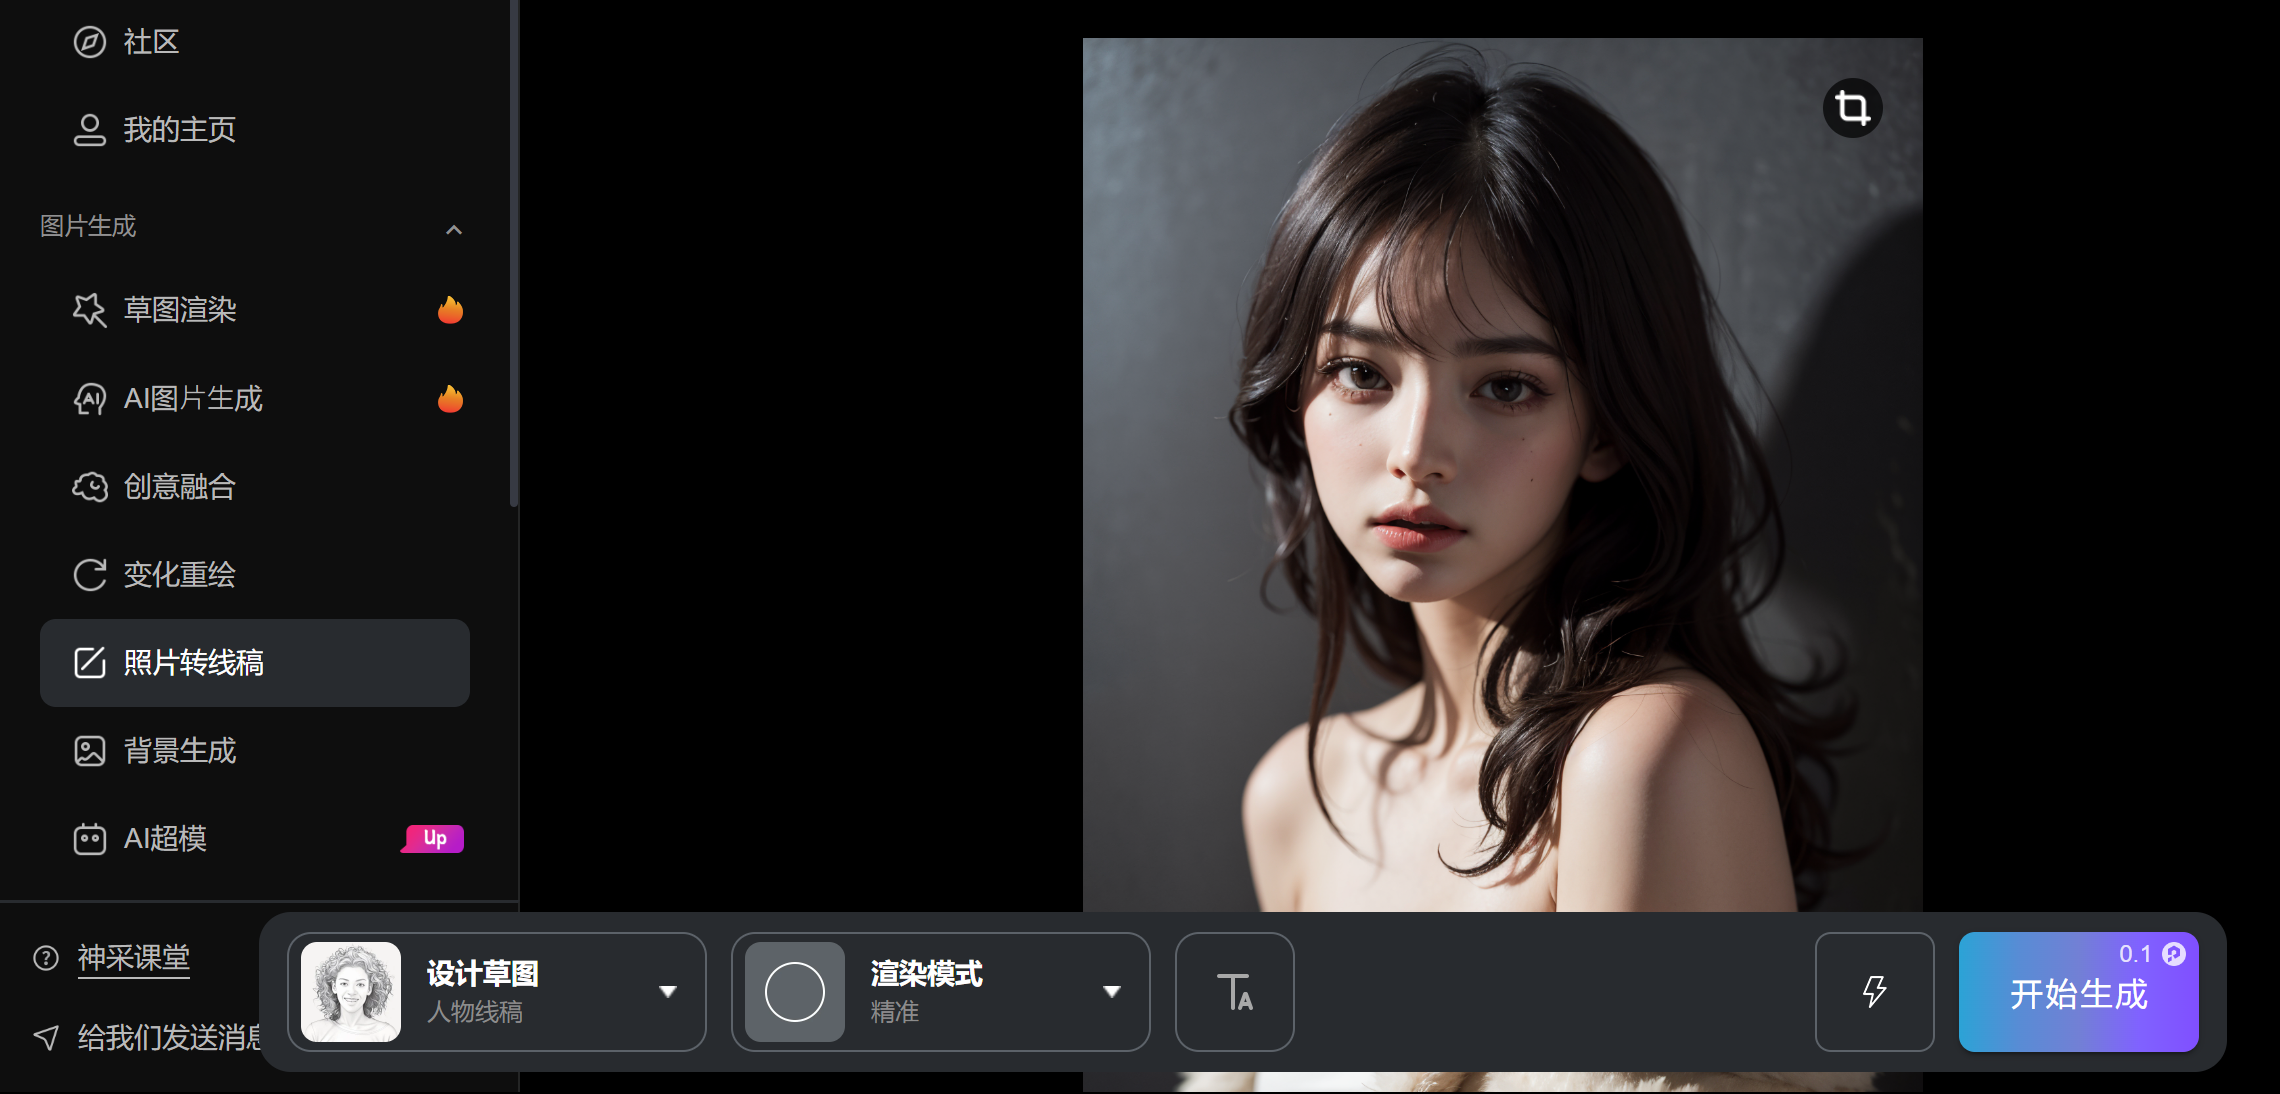 社区
我的主页
图片生成
草图渲染
AI图片生成
创意融合
变化重绘
照片转线稿
背景生成
AI超模
Up
神采课堂
给我们发送消息
设计草图
人物线稿
渲染模式
精准
0.1
开始生成